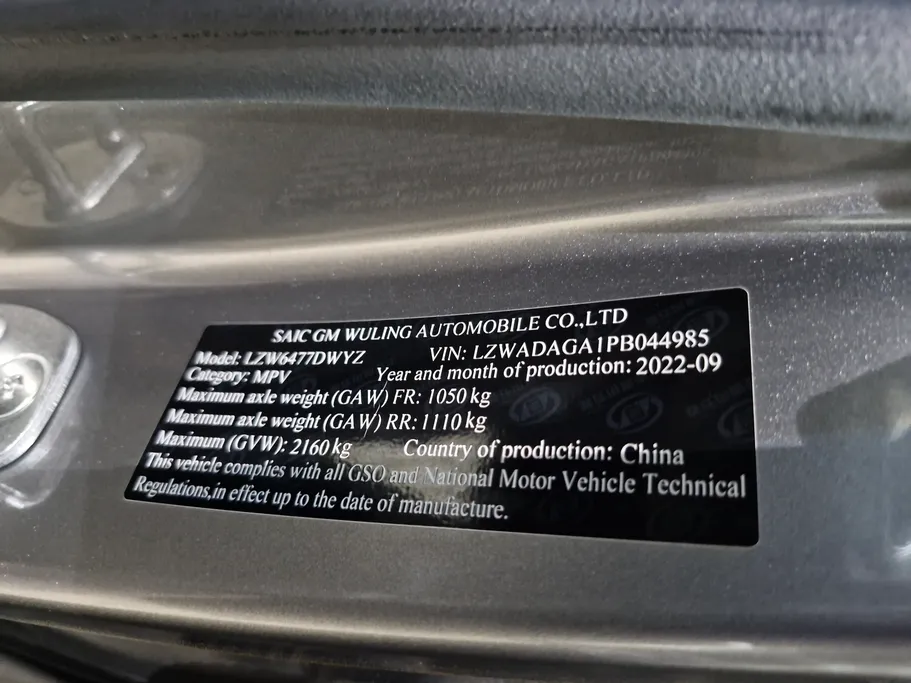 SAIC GM WULING AUTOMOBILE CO.,LTD
Model: LZW6477DWYZ VIN: LZWADAGA1PB044985
Category: MPV Year and month of production: 2022-09
Maximum axle weight (GAW) FR: 1050 kg
Maximum axle weight (GAW) RR: 1110 kg
Maximum (GVW): 2160 kg Country of production: China
This vehicle complies with all GSO and National Motor Vehicle Technical
Regulations,in effect up to the date of manufacture.